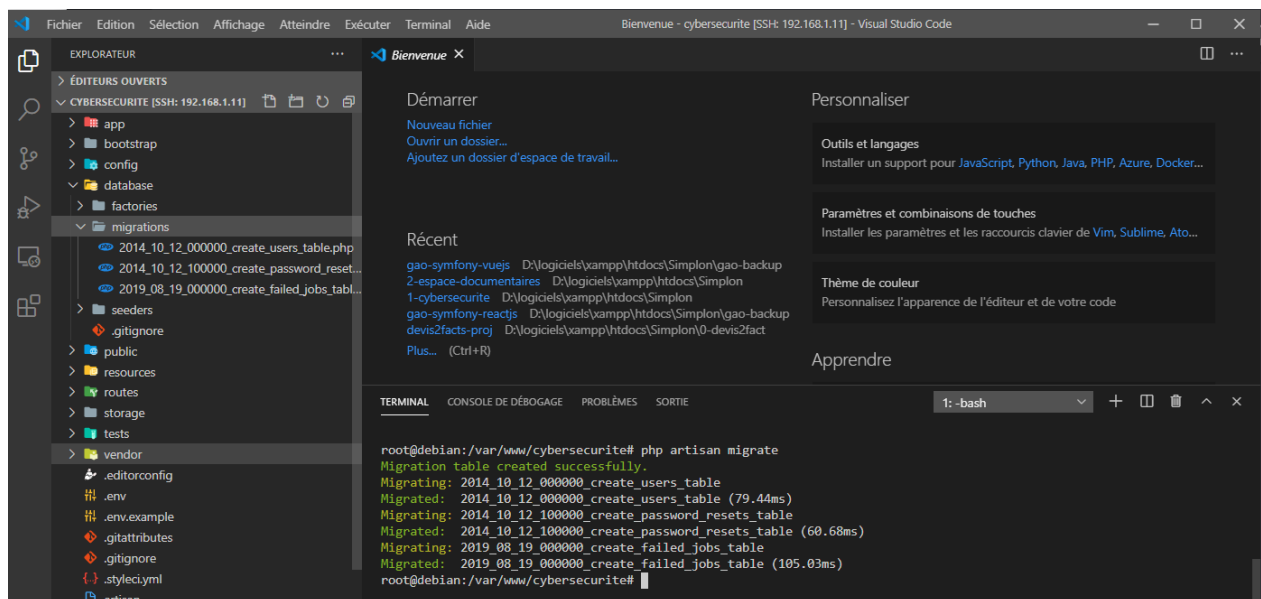 Fichier Edition Sélection Affichage Atteindre Exécuter Terminal Aide Bienvenue - cybersecurite [SSH: 192.168.1.11] - Visual Studio Code
EXPLORATEUR
ÉDITEURS OUVERTS
CYBERSECURITE [SSH: 192.168.1.11]
app
bootstrap
config
database
factories
migrations
2014_10_12_000000_create_users_table.php
2014_10_12_100000_create_password_reset...
2019_08_19_000000_create_failed_jobs_tabl...
seeders
.gitignore
public
resources
routes
storage
tests
vendor
.editorconfig
.env
.env.example
.gitattributes
.gitignore
.styleci.yml
artisan
Bienvenue
Démarrer
Nouveau fichier
Ouvrir un dossier...
Ajoutez un dossier d'espace de travail...
Récent
gao-symfony-vuejs D:\logiciels\xampp\htdocs\Simplon\gao-backup
2-espace-documentaires D:\logiciels\xampp\htdocs\Simplon
1-cybersecurite D:\logiciels\xampp\htdocs\Simplon
gao-symfony-reactjs D:\logiciels\xampp\htdocs\Simplon\gao-backup
devis2facts-proj D:\logiciels\xampp\htdocs\Simplon\0-devis2fact
Plus... (Ctrl+R)
Personnaliser
Outils et langages
Installer un support pour JavaScript, Python, Java, PHP, Azure, Docker...
Paramètres et combinaisons de touches
Installer les paramètres et les raccourcis clavier de Vim, Sublime, Ato...
Thème de couleur
Personnalisez l'apparence de l'éditeur et de votre code
Apprendre
TERMINAL CONSOLE DE DÉBOGAGE PROBLÈMES SORTIE 1: -bash
root@debian:/var/www/cybersecurite# php artisan migrate
Migration table created successfully.
Migrating: 2014_10_12_000000_create_users_table
Migrated: 2014_10_12_000000_create_users_table (79.44ms)
Migrating: 2014_10_12_100000_create_password_resets_table
Migrated: 2014_10_12_100000_create_password_resets_table (60.68ms)
Migrating: 2019_08_19_000000_create_failed_jobs_table
Migrated: 2019_08_19_000000_create_failed_jobs_table (105.03ms)
root@debian:/var/www/cybersecurite#